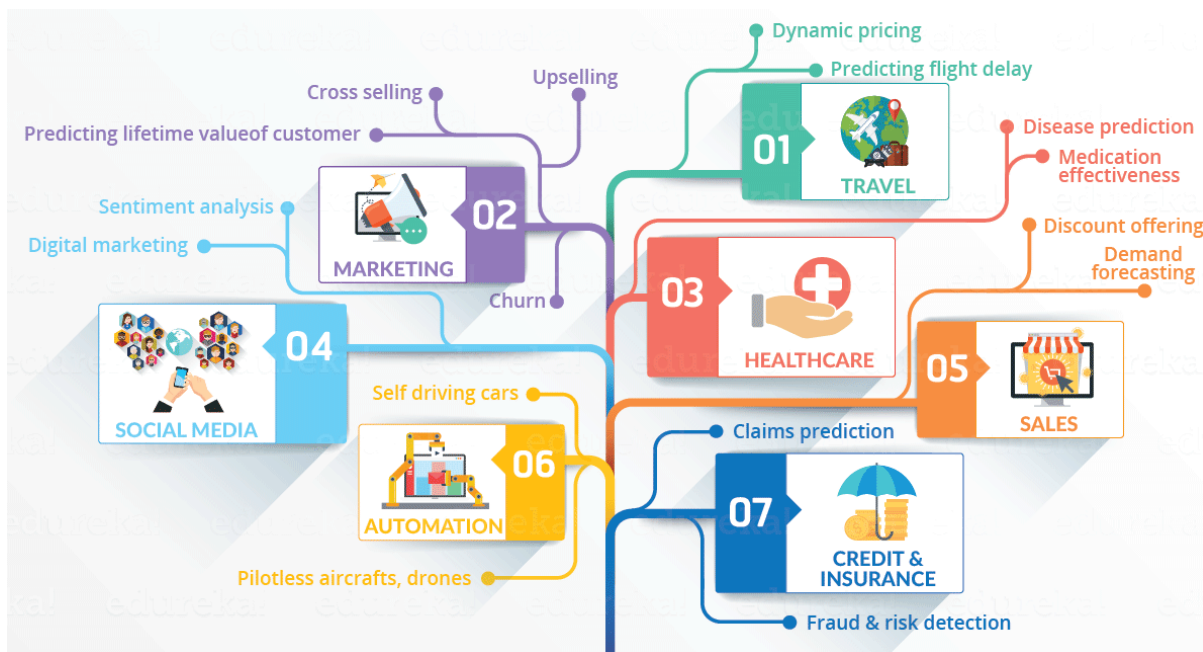 Dynamic pricing
Predicting flight delay
01
TRAVEL
Upselling
Cross selling
Predicting lifetime valueof customer
02
MARKETING
Churn
Disease prediction
Medication
effectiveness
03
HEALTHCARE
Sentiment analysis
Digital marketing
04
SOCIAL MEDIA
Discount offering
Demand
forecasting
05
SALES
Self driving cars
06
AUTOMATION
Pilotless aircrafts, drones
Claims prediction
07
CREDIT &
INSURANCE
Fraud & risk detection
edureka!